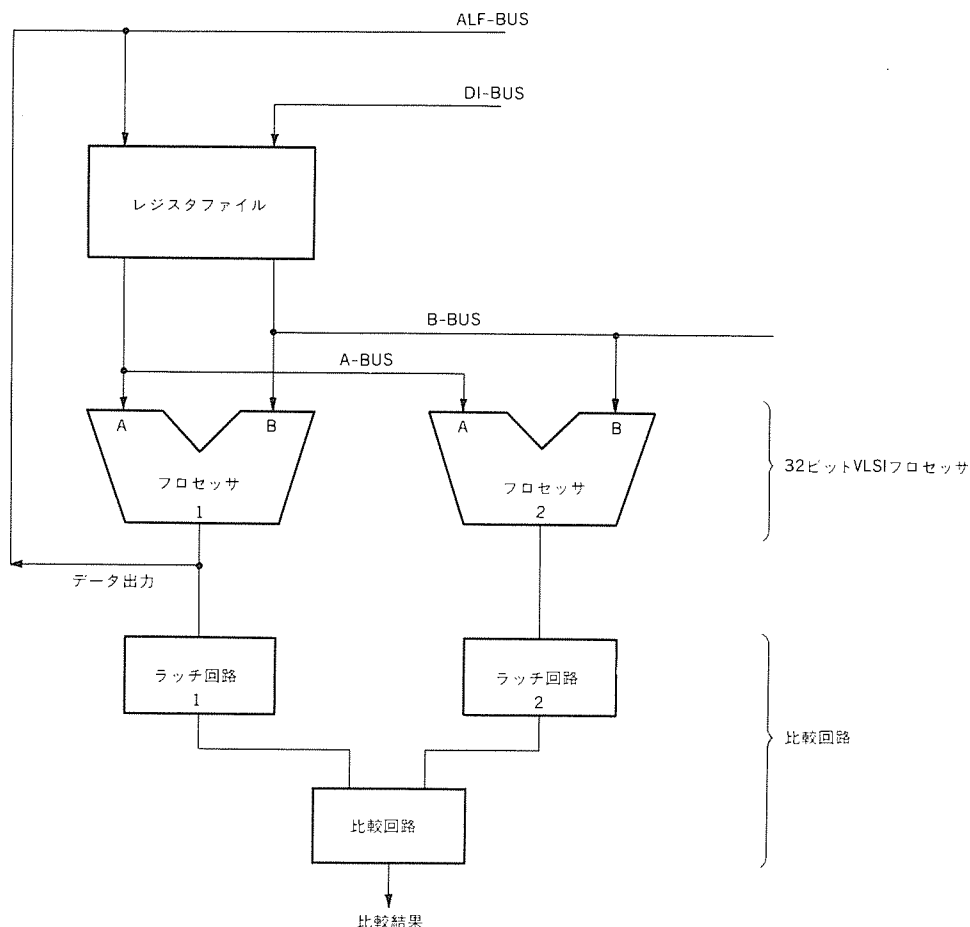 ALF-BUS
DI-BUS
レジスタファイル
B-BUS
A-BUS
A
B
A
B
フロセッサ
1
フロセッサ
2
32ビットVLSIフロセッサ
データ出力
ラッチ回路
1
ラッチ回路
2
比較回路
比較回路
比較結果